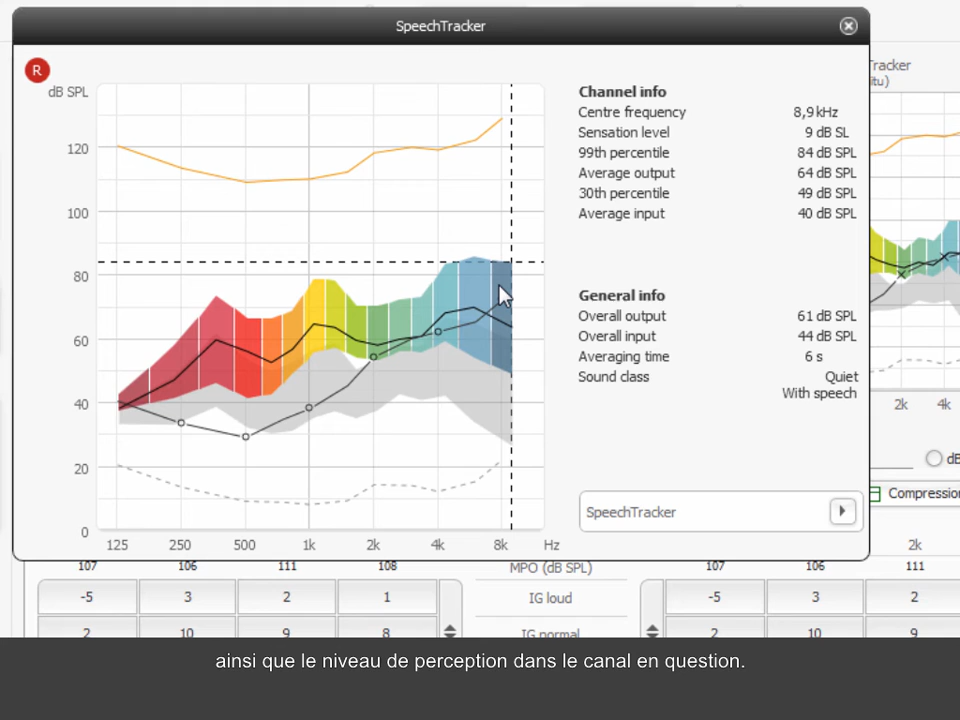 SpeechTracker
R
dB SPL
120
100
80
60
40
20
0
125 250 500 1k 2k 4k 8k Hz
Channel info
Centre frequency 8,9 kHz
Sensation level 9 dB SL
99th percentile 84 dB SPL
Average output 64 dB SPL
30th percentile 49 dB SPL
Average input 40 dB SPL
General info
Overall output 61 dB SPL
Overall input 44 dB SPL
Averaging time 6 s
Sound class Quiet
With speech
SpeechTracker
Tracker
itu)
2k 4k
dB
Compression
2k
107 106 111 108 MPO (dB SPL) 107 106 111
-5 3 2 1 IG loud -5 3 2
2 10 9 8 IG normal 2 10 9
ainsi que le niveau de perception dans le canal en question.